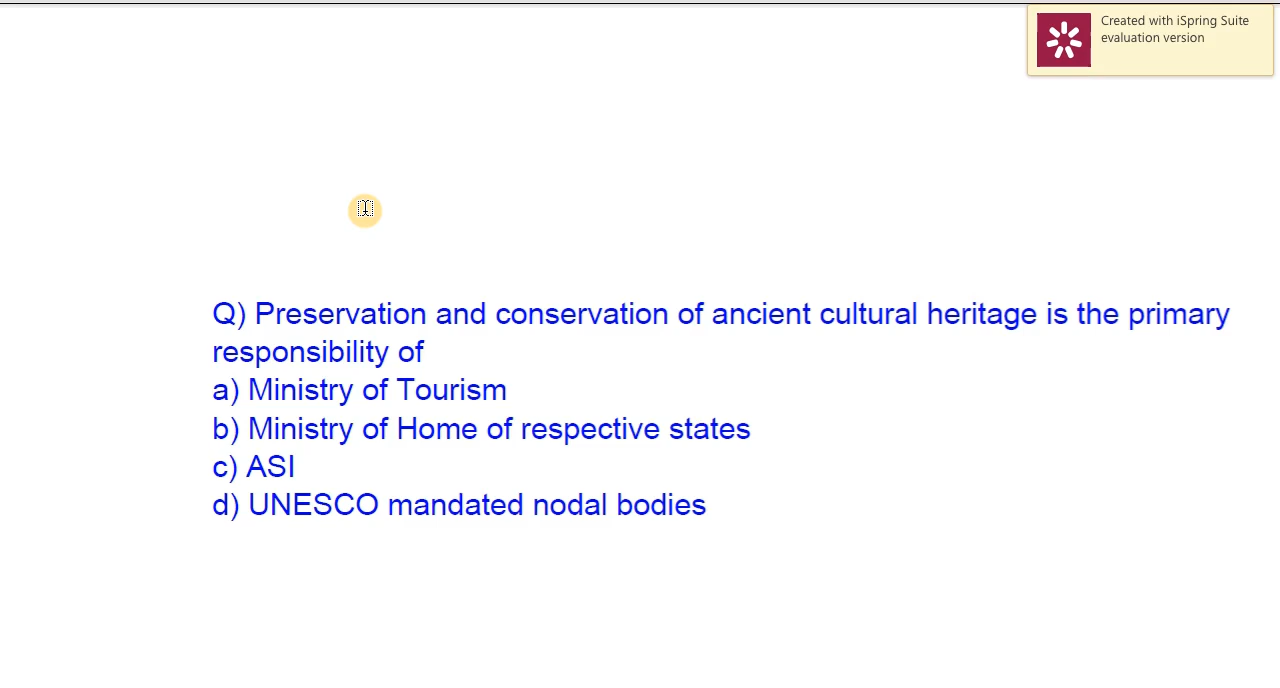 Created with iSpring Suite
evaluation version
Q) Preservation and conservation of ancient cultural heritage is the primary
responsibility of
a) Ministry of Tourism
b) Ministry of Home of respective states
c) ASI
d) UNESCO mandated nodal bodies